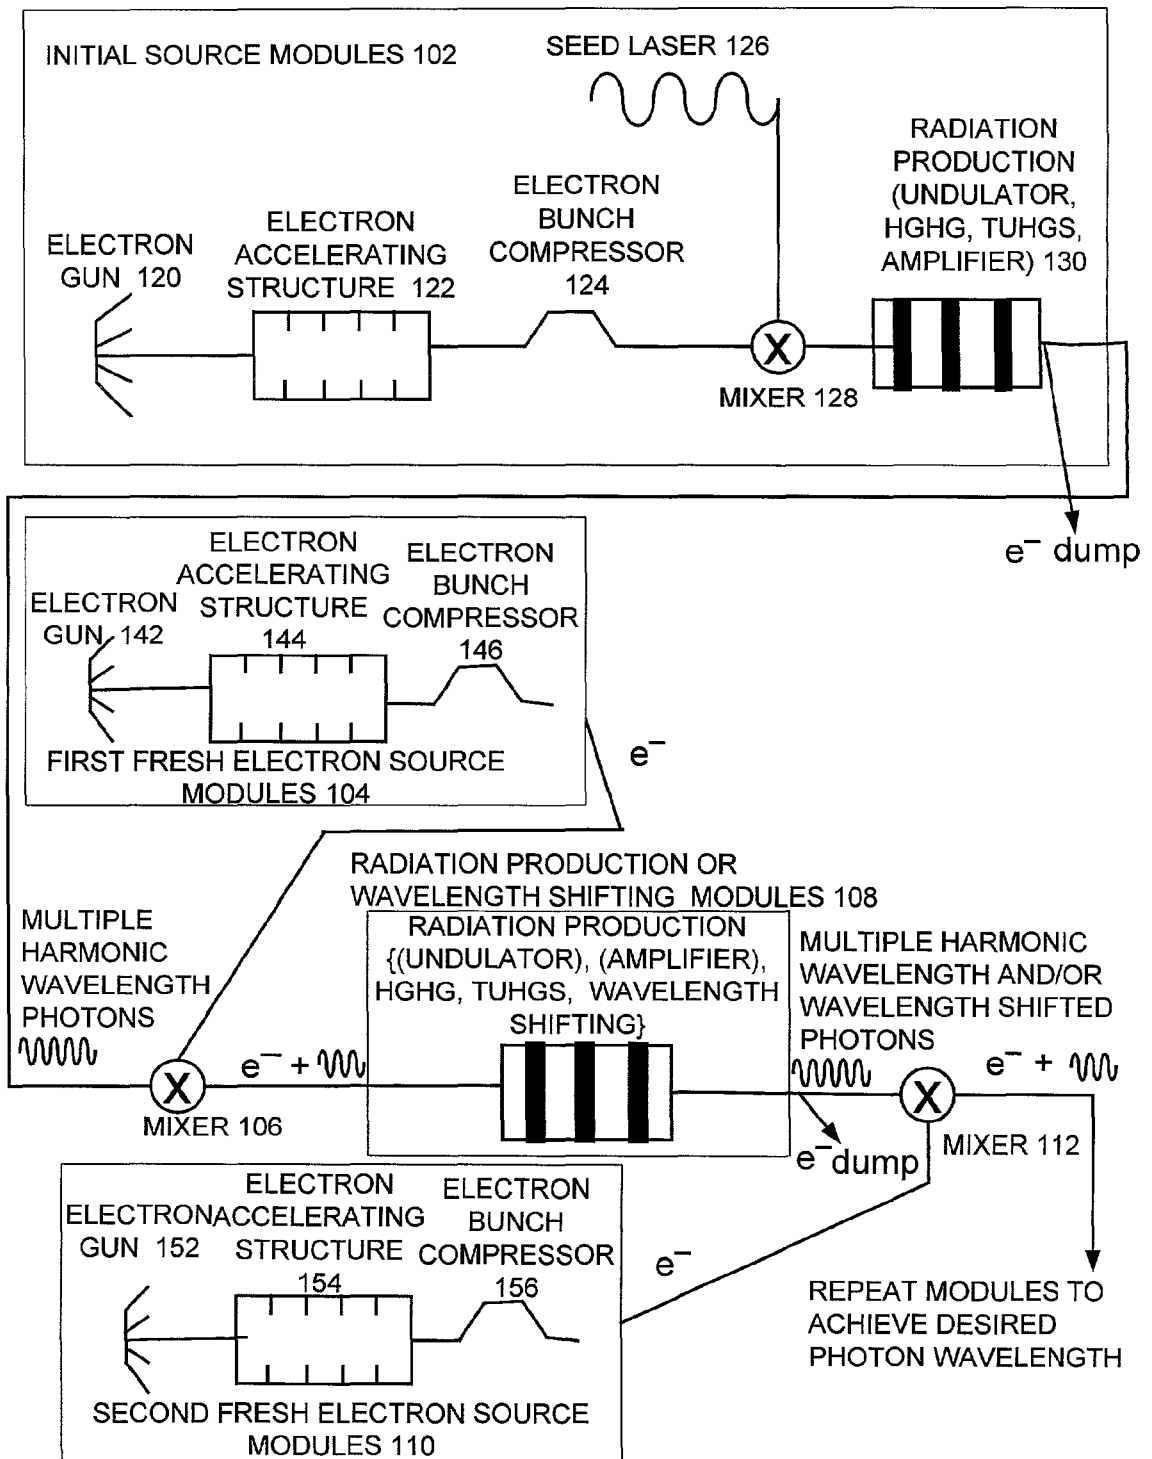 INITIAL SOURCE MODULES 102
SEED LASER 126
RADIATION
PRODUCTION
(UNDULATOR,
HGHG, TUHGS,
AMPLIFIER) 130
ELECTRON
BUNCH
COMPRESSOR
124
ELECTRON
ACCELERATING
STRUCTURE 122
ELECTRON
GUN 120
X
MIXER 128
e– dump
ELECTRON
ACCELERATING
STRUCTURE
144
ELECTRON
BUNCH
COMPRESSOR
146
ELECTRON
GUN 142
FIRST FRESH ELECTRON SOURCE
MODULES 104
e–
RADIATION PRODUCTION OR
WAVELENGTH SHIFTING MODULES 108
RADIATION PRODUCTION
{(UNDULATOR), (AMPLIFIER),
HGHG, TUHGS, WAVELENGTH
SHIFTING}
MULTIPLE
HARMONIC
WAVELENGTH
PHOTONS
MULTIPLE HARMONIC
WAVELENGTH AND/OR
WAVELENGTH SHIFTED
PHOTONS
X
MIXER 106
e– +
X
MIXER 112
e– +
e– dump
ELECTRON
ACCELERATING
STRUCTURE
154
ELECTRON
BUNCH
COMPRESSOR
156
ELECTRON
GUN 152
e–
SECOND FRESH ELECTRON SOURCE
MODULES 110
REPEAT MODULES TO
ACHIEVE DESIRED
PHOTON WAVELENGTH